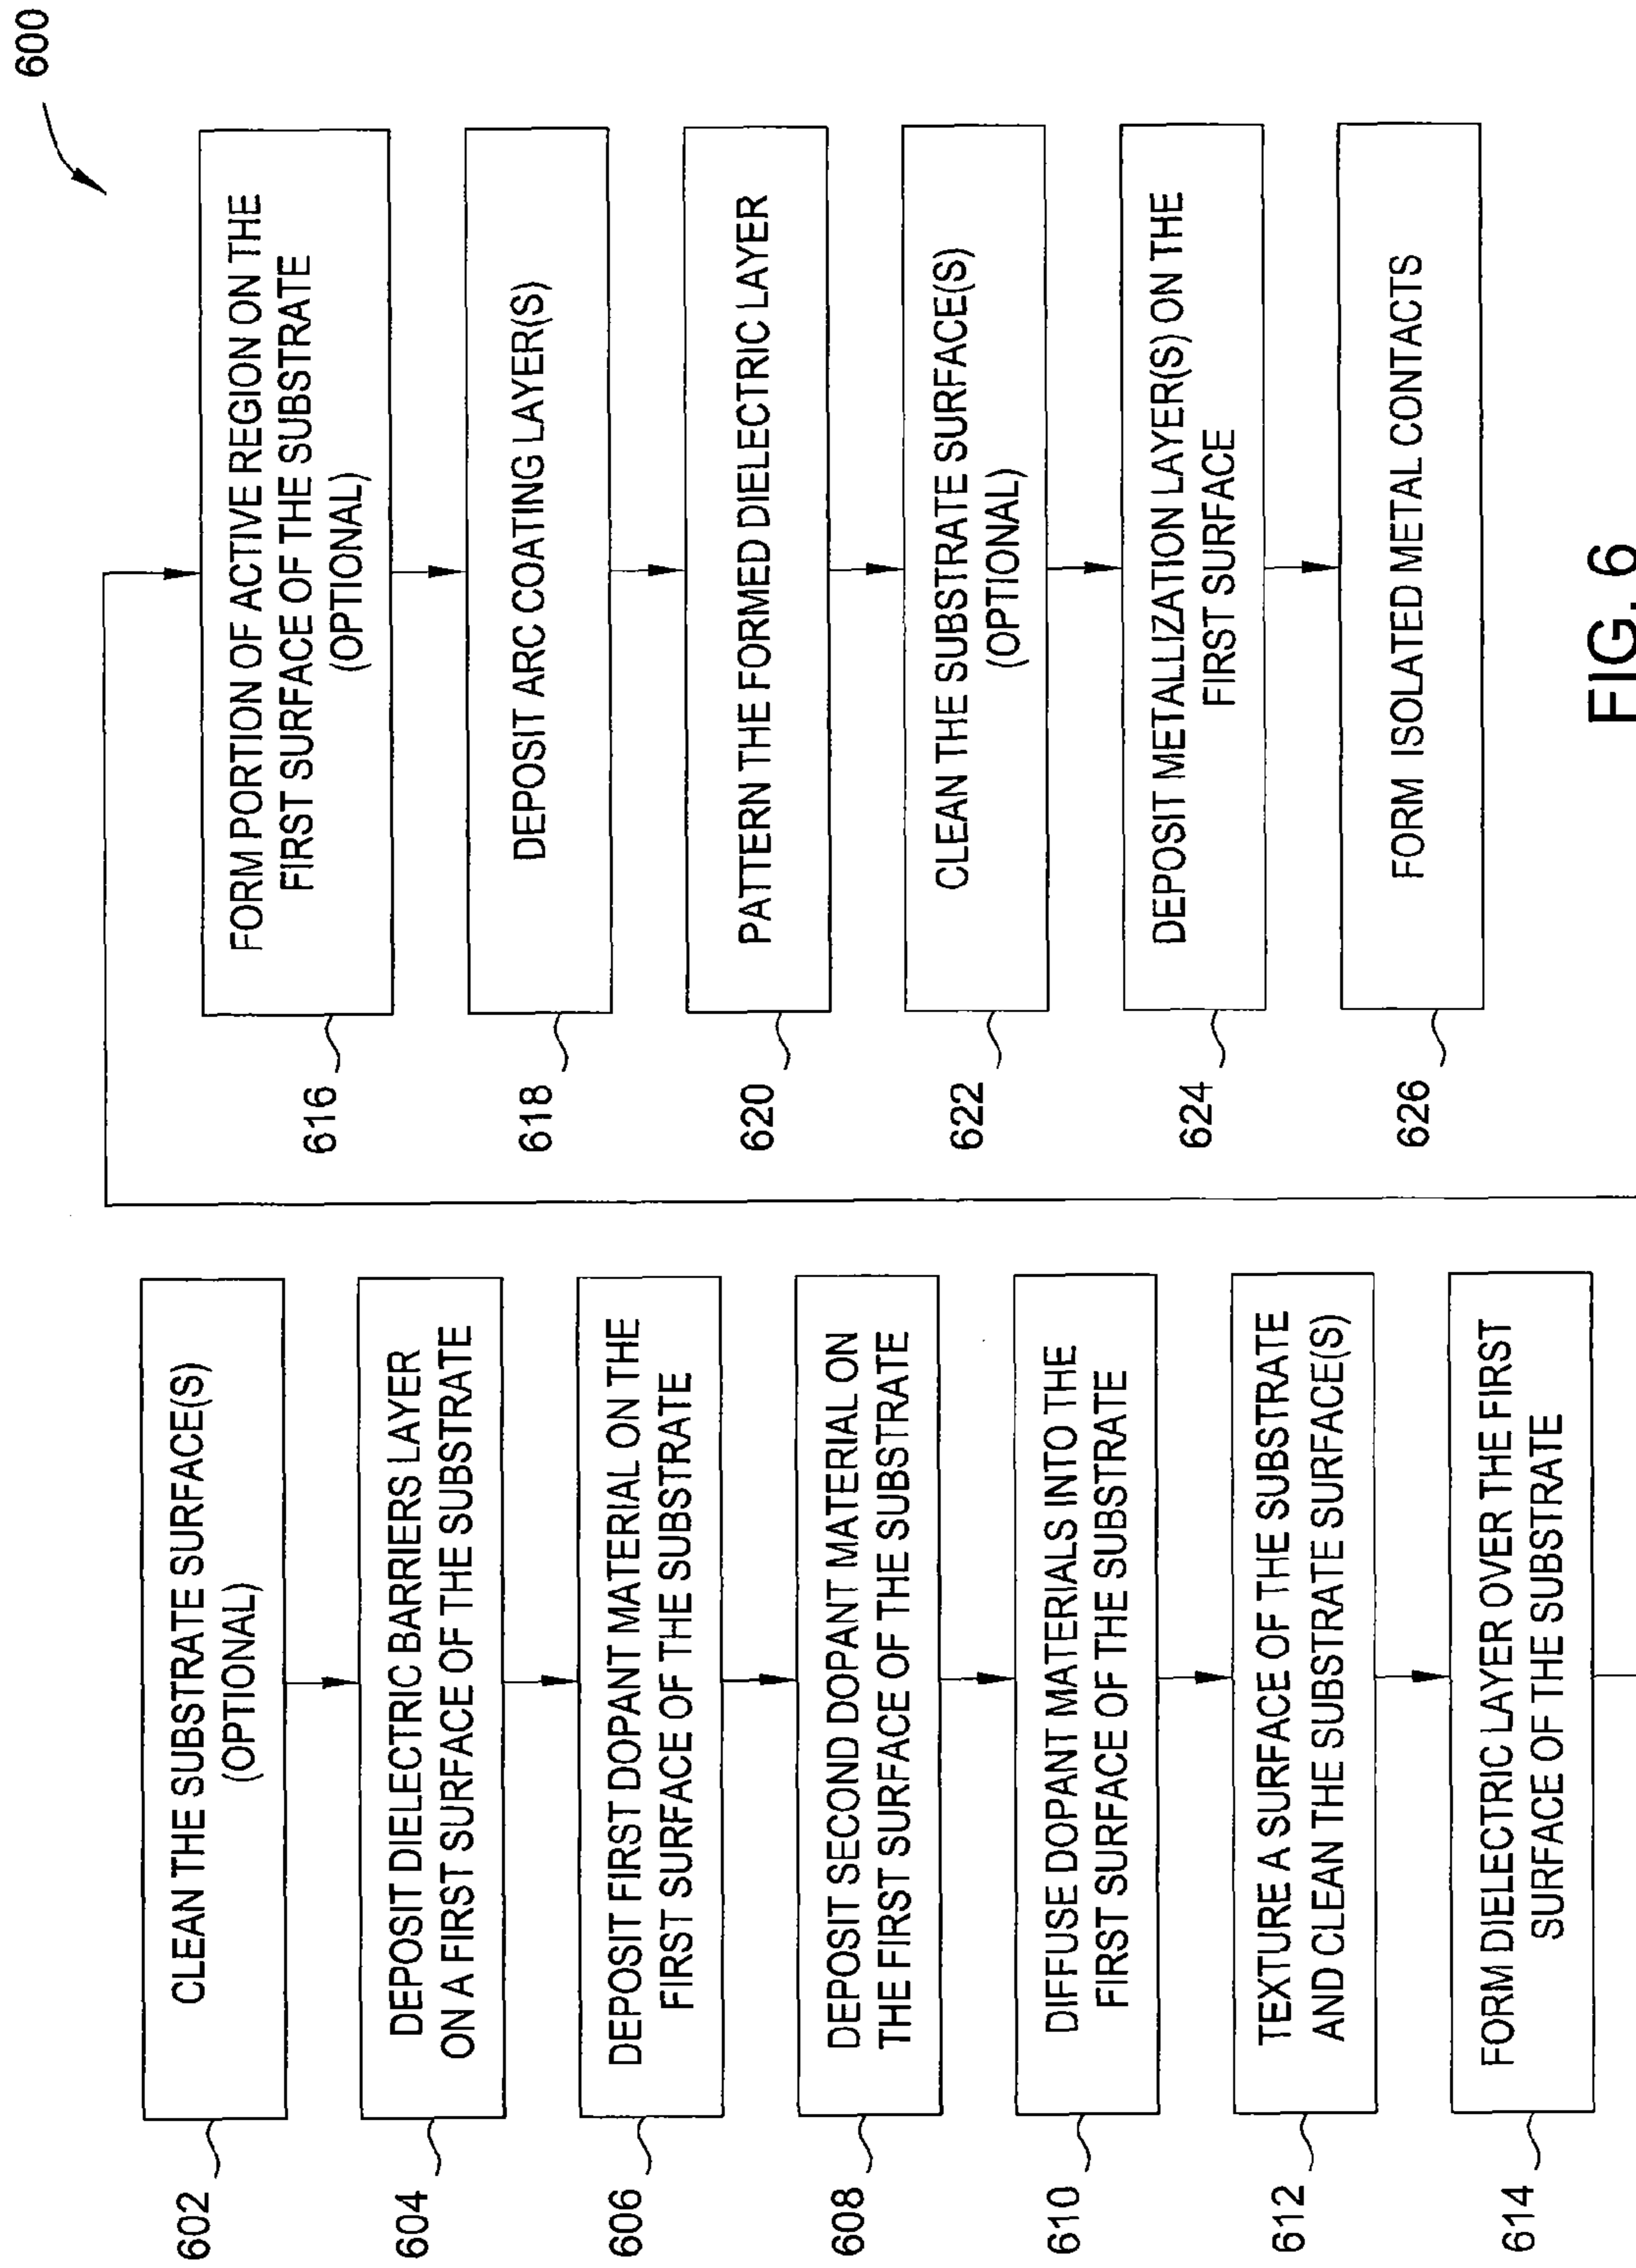 600
602
CLEAN THE SUBSTRATE SURFACE(S)
(OPTIONAL)
604
DEPOSIT DIELECTRIC BARRIERS LAYER
ON A FIRST SURFACE OF THE SUBSTRATE
606
DEPOSIT FIRST DOPANT MATERIAL ON THE
FIRST SURFACE OF THE SUBSTRATE
608
DEPOSIT SECOND DOPANT MATERIAL ON
THE FIRST SURFACE OF THE SUBSTRATE
610
DIFFUSE DOPANT MATERIALS INTO THE
FIRST SURFACE OF THE SUBSTRATE
612
TEXTURE A SURFACE OF THE SUBSTRATE
AND CLEAN THE SUBSTRATE SURFACE(S)
614
FORM DIELECTRIC LAYER OVER THE FIRST
SURFACE OF THE SUBSTRATE
616
FORM PORTION OF ACTIVE REGION ON THE
FIRST SURFACE OF THE SUBSTRATE
(OPTIONAL)
618
DEPOSIT ARC COATING LAYER(S)
620
PATTERN THE FORMED DIELECTRIC LAYER
622
CLEAN THE SUBSTRATE SURFACE(S)
(OPTIONAL)
624
DEPOSIT METALLIZATION LAYER(S) ON THE
FIRST SURFACE
626
FORM ISOLATED METAL CONTACTS
FIG. 6